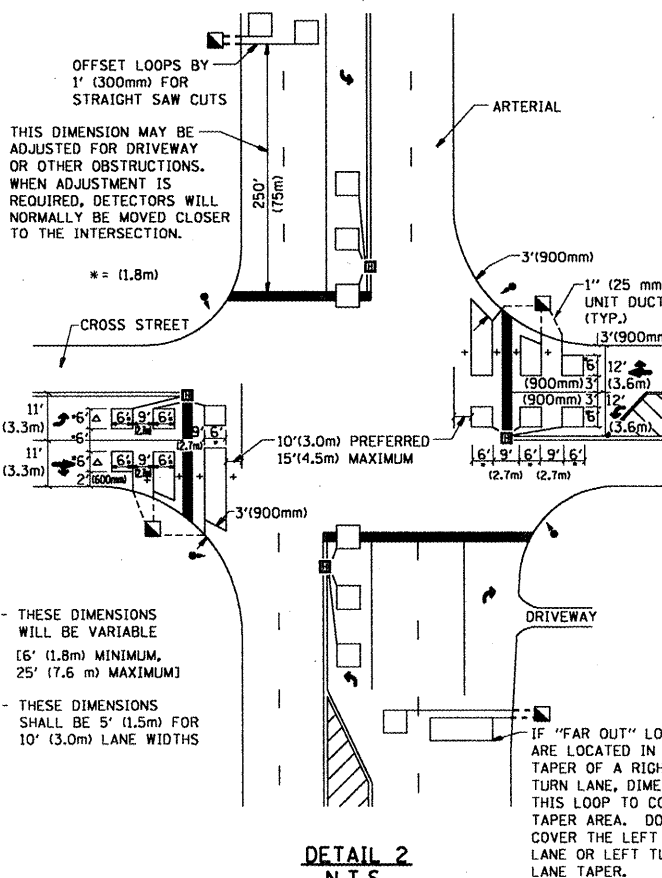 OFFSET LOOPS BY
1' (300mm) FOR
STRAIGHT SAW CUTS
THIS DIMENSION MAY BE
ADJUSTED FOR DRIVEWAY
OR OTHER OBSTRUCTIONS.
WHEN ADJUSTMENT IS
REQUIRED, DETECTORS WILL
NORMALLY BE MOVED CLOSER
TO THE INTERSECTION.
* = (1.8m)
250'
(75m)
ARTERIAL
3'(900mm)
1" (25 mm
UNIT DUCT
(TYP.)
3'(900mm
CROSS STREET
6'
12'
(3.6m)
(900mm) 3'
(900mm) 3'
12'
6'
(3.6m)
6' 9' 6' 9' 6'
(2.7m) (2.7m)
11'
(3.3m)
*6'
*6'
6' 9' 6'
9' 6'
(2.7m)
11'
(3.3m)
*6'
2' (600mm)
6' 9' 6'
10'(3.0m) PREFERRED
15'(4.5m) MAXIMUM
3'(900mm)
- THESE DIMENSIONS
WILL BE VARIABLE
[6' (1.8m) MINIMUM,
25' (7.6 m) MAXIMUM]
- THESE DIMENSIONS
SHALL BE 5' (1.5m) FOR
10' (3.0m) LANE WIDTHS
DRIVEWAY
IF "FAR OUT" LO
ARE LOCATED IN
TAPER OF A RIGH
TURN LANE, DIME
THIS LOOP TO CO
TAPER AREA. DO
COVER THE LEFT
LANE OR LEFT TU
LANE TAPER.
DETAIL 2
N.T.S.